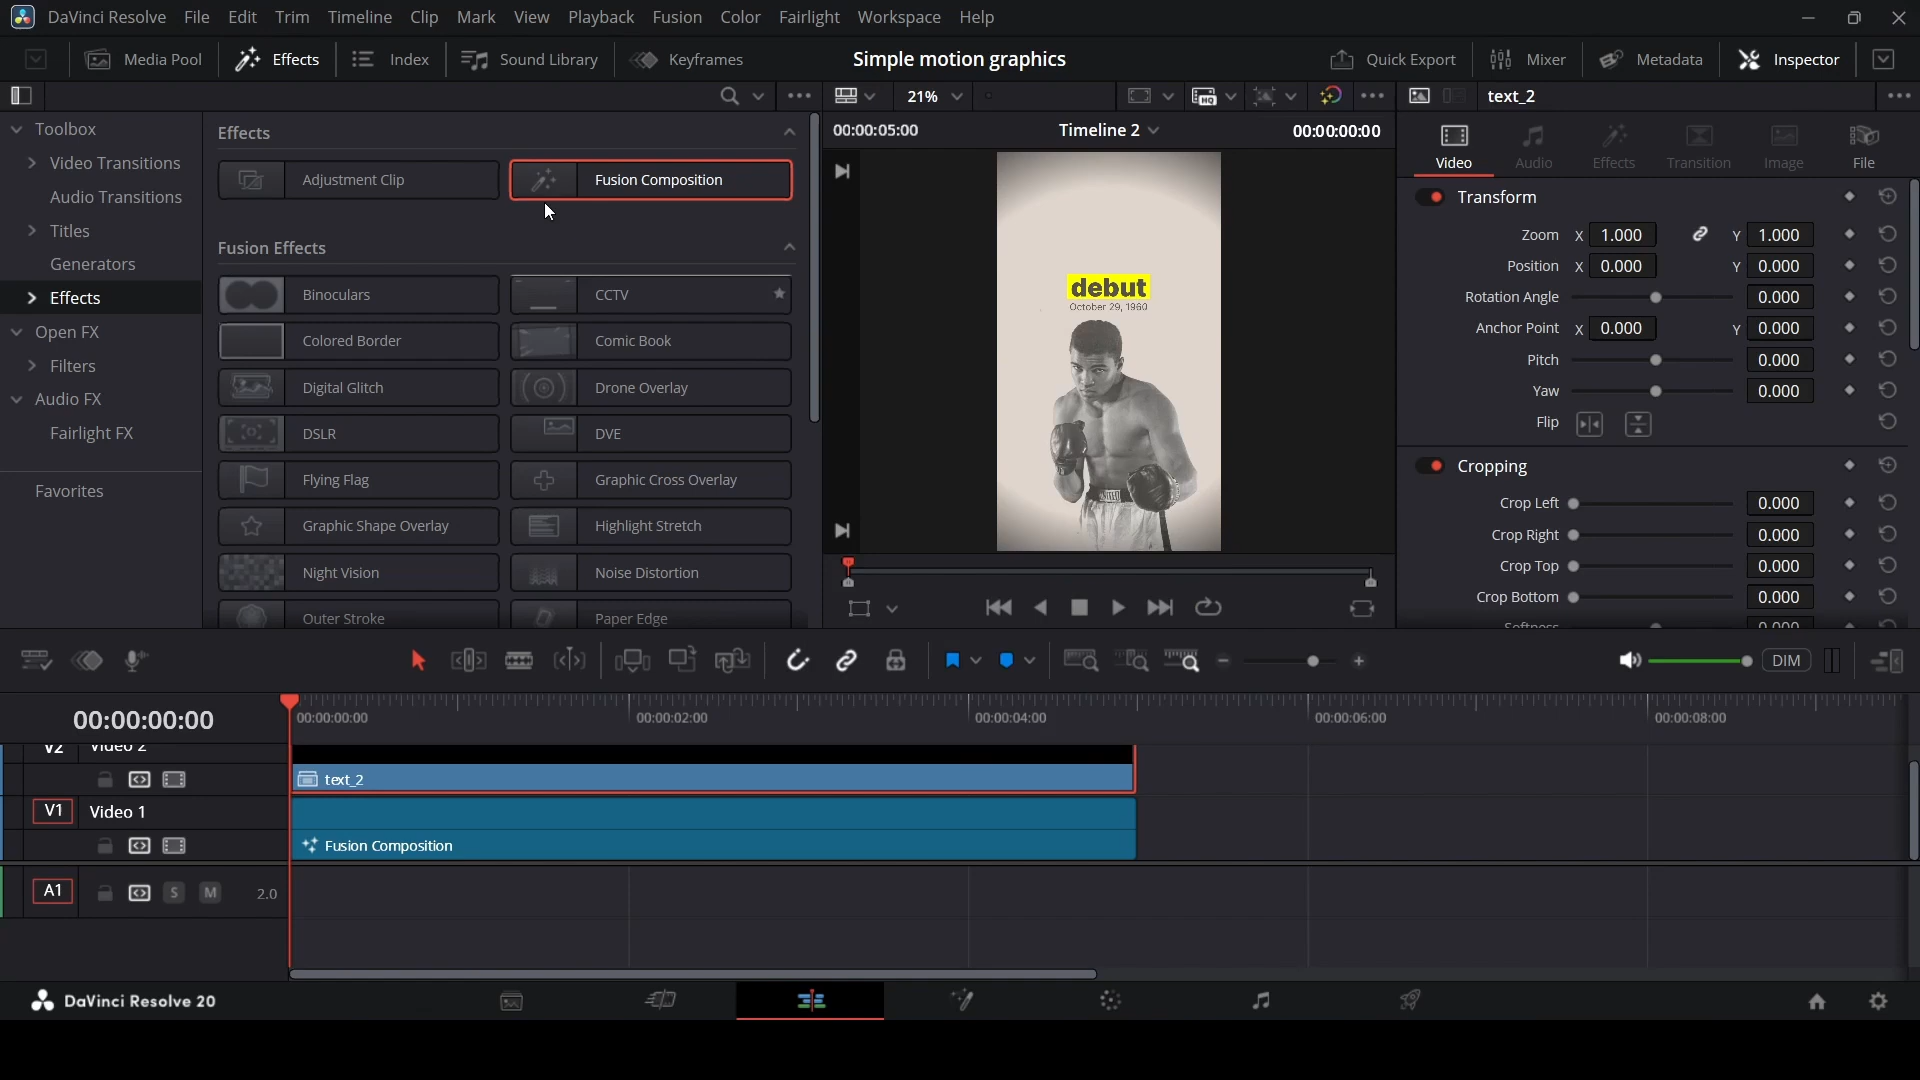 DaVinci Resolve File Edit Trim Timeline Clip Mark View Playback Fusion Color Fairlight Workspace Help
Media Pool Effects Index Sound Library Keyframes Simple motion graphics Quick Export Mixer Metadata Inspector
21% HQ text_2
Toolbox
Video Transitions
Audio Transitions
Titles
Generators
Effects
Open FX
Filters
Audio FX
Fairlight FX
Favorites
Effects
Adjustment Clip Fusion Composition
Fusion Effects
Binoculars CCTV
Colored Border Comic Book
Digital Glitch Drone Overlay
DSLR DVE
Flying Flag Graphic Cross Overlay
Graphic Shape Overlay Highlight Stretch
Night Vision Noise Distortion
Outer Stroke Paper Edge
00:00:05:00 Timeline 2 00:00:00:00
debut
October 29, 1960
Video Audio Effects Transition Image File
Transform
Zoom X 1.000 Y 1.000
Position X 0.000 Y 0.000
Rotation Angle 0.000
Anchor Point X 0.000 Y 0.000
Pitch 0.000
Yaw 0.000
Flip
Cropping
Crop Left 0.000
Crop Right 0.000
Crop Top 0.000
Crop Bottom 0.000
Softness 0.000
DIM
00:00:00:00 00:00:00:00 00:00:02:00 00:00:04:00 00:00:06:00 00:00:08:00
V2 Video 2
text_2
V1 Video 1
Fusion Composition
A1 S M 2.0
DaVinci Resolve 20